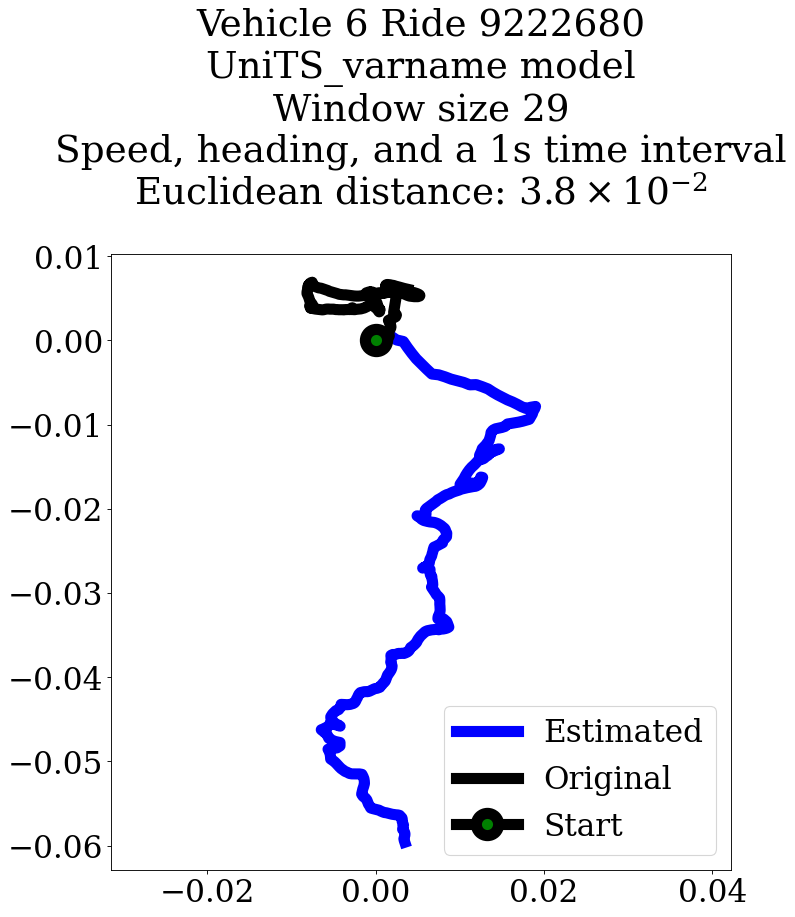 Vehicle 6 Ride 9222680
UniTS_varname model
Window size 29
Speed, heading, and a 1s time interval
Euclidean distance: 3.8 × 10⁻²
0.01
0.00
−0.01
−0.02
−0.03
−0.04
−0.05
−0.06
Estimated
Original
Start
−0.02 0.00 0.02 0.04